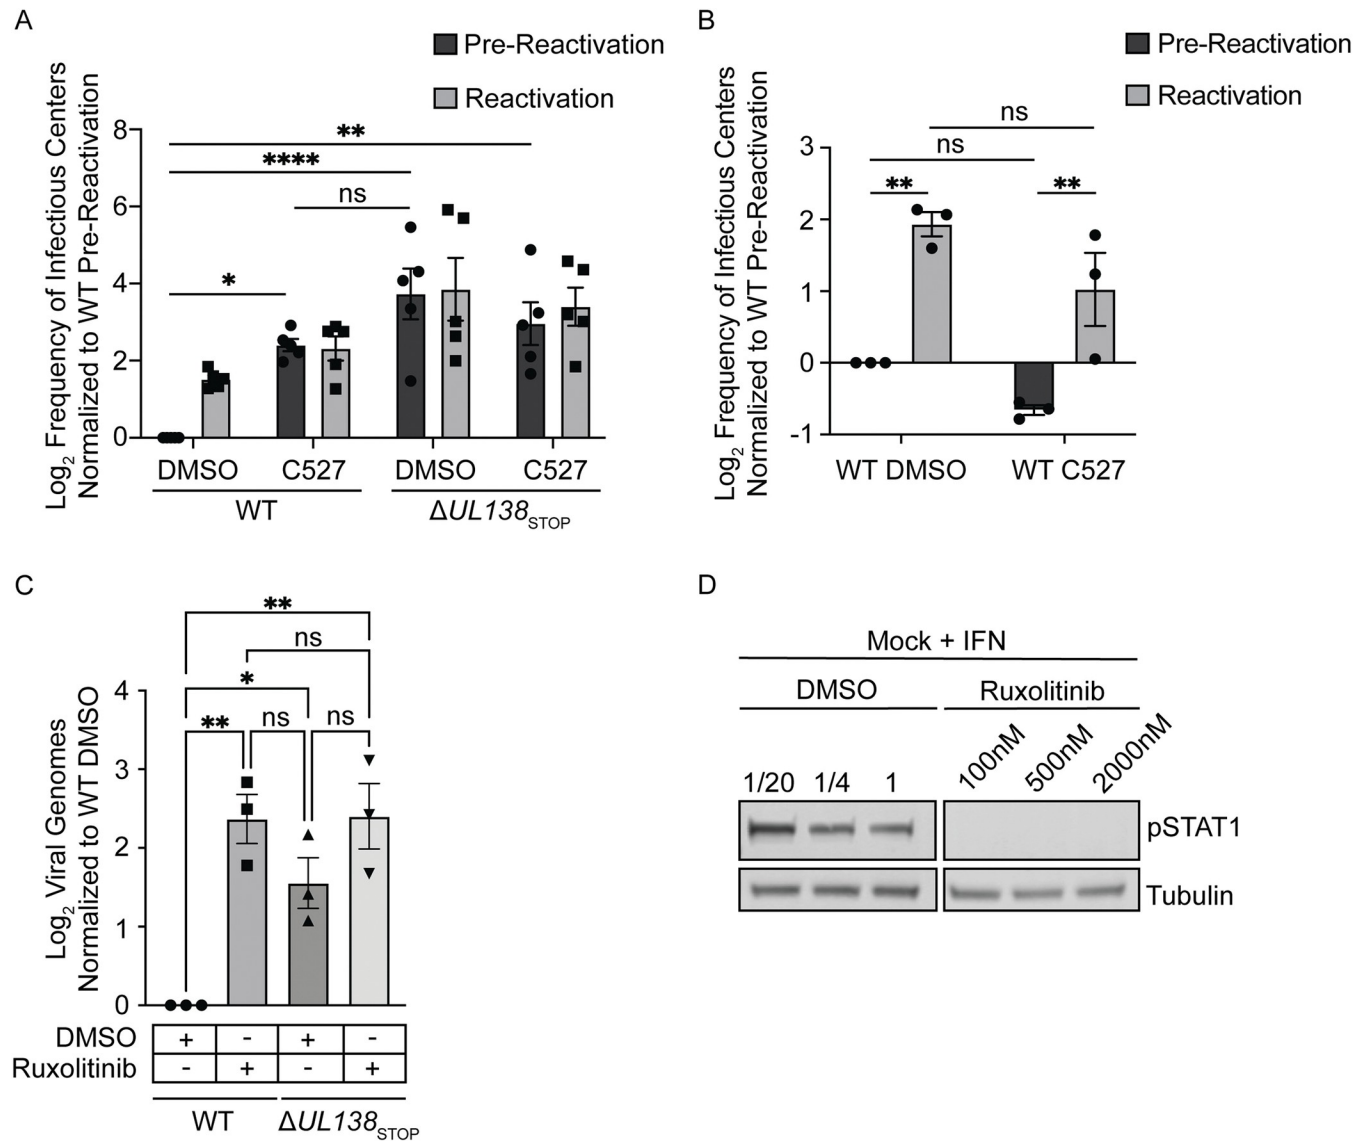 A
Pre-Reactivation
Reactivation
Log2 Frequency of Infectious Centers
Normalized to WT Pre-Reactivation
8
6
4
2
0
**
****
ns
*
DMSO C527 DMSO C527
WT ΔUL138STOP
B
Pre-Reactivation
Reactivation
Log2 Frequency of Infectious Centers
Normalized to WT Pre-Reactivation
3
2
1
0
-1
ns
ns
** **
WT DMSO WT C527
C
Log2 Viral Genomes
Normalized to WT DMSO
4
3
2
1
0
**
ns
*
** ns ns
DMSO + - + -
Ruxolitinib - + - +
WT ΔUL138STOP
D
Mock + IFN
DMSO Ruxolitinib
1/20 1/4 1 100nM 500nM 2000nM
pSTAT1
Tubulin